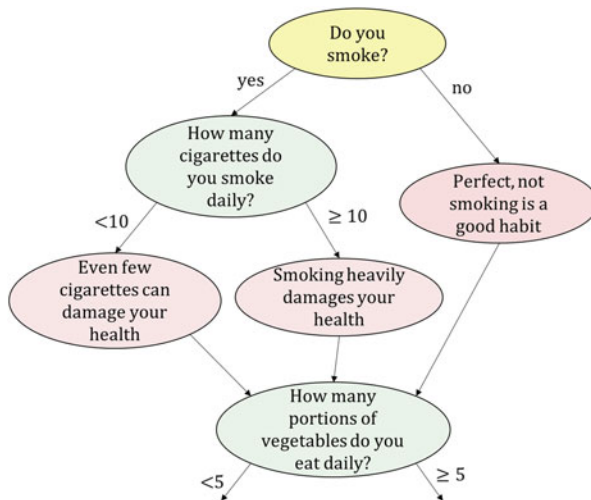 Do you
smoke?
yes
no
How many
cigarettes do
you smoke
daily?
Perfect, not
smoking is a
good habit
<10
≥ 10
Even few
cigarettes can
damage your
health
Smoking heavily
damages your
health
How many
portions of
vegetables do you
eat daily?
<5
≥ 5